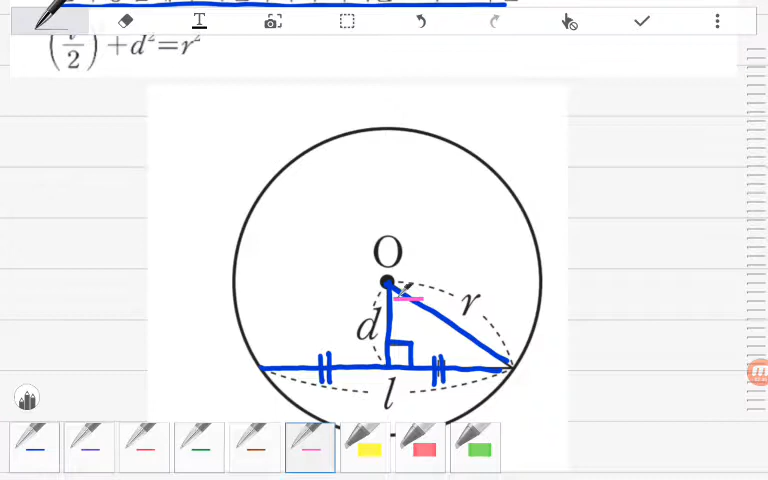 (l/2)²+d²=r²
O
r
d
l
T